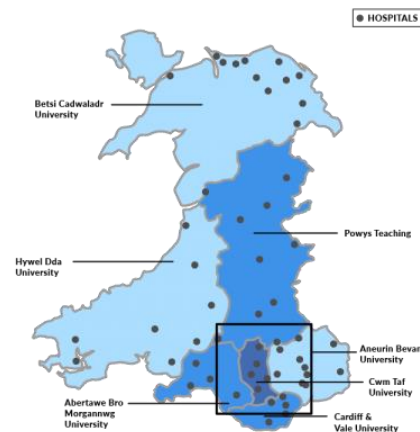 HOSPITALS
Betsi Cadwaladr
University
Powys Teaching
Hywel Dda
University
Aneurin Bevan
University
Cwm Taf
University
Abertawe Bro
Morgannwg
University
Cardiff &
Vale University